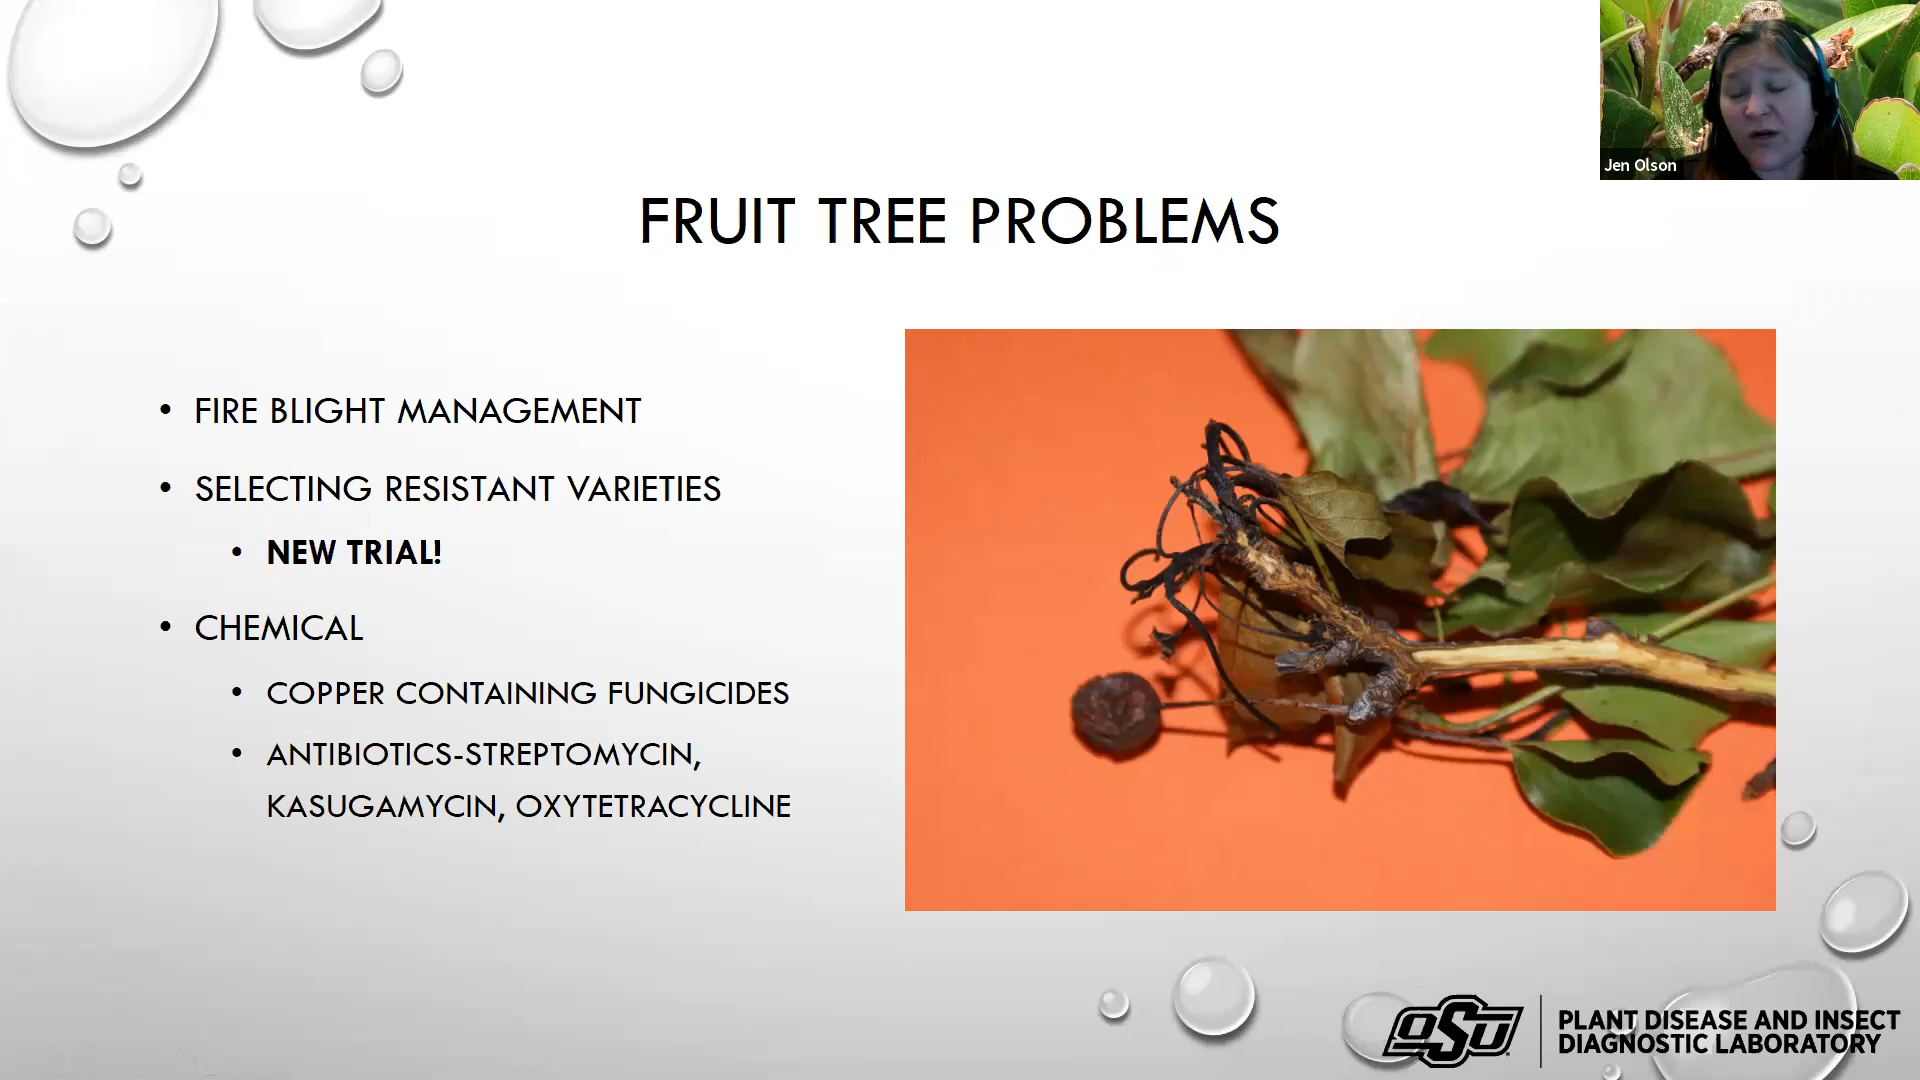 Jen Olson
FRUIT TREE PROBLEMS
• FIRE BLIGHT MANAGEMENT
• SELECTING RESISTANT VARIETIES
• NEW TRIAL!
• CHEMICAL
• COPPER CONTAINING FUNGICIDES
• ANTIBIOTICS-STREPTOMYCIN,
KASUGAMYCIN, OXYTETRACYCLINE
OSU
PLANT DISEASE AND INSECT
DIAGNOSTIC LABORATORY